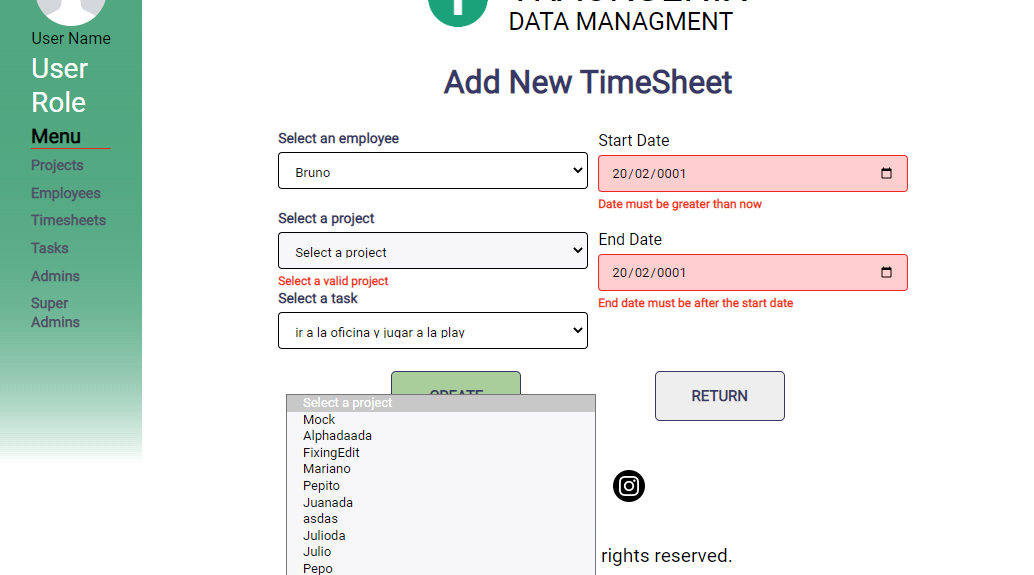 DATA MANAGMENT
User Name
User
Role
Menu
Projects
Employees
Timesheets
Tasks
Admins
Super
Admins
Add New TimeSheet
Select an employee
Bruno
Select a project
Select a project
Select a valid project
Select a task
ir a la oficina y jugar a la play
Start Date
20/02/0001
Date must be greater than now
End Date
20/02/0001
End date must be after the start date
CREATE
RETURN
Select a project
Mock
Alphadaada
FixingEdit
Mariano
Pepito
Juanada
asdas
Julioda
Julio
Pepo
rights reserved.